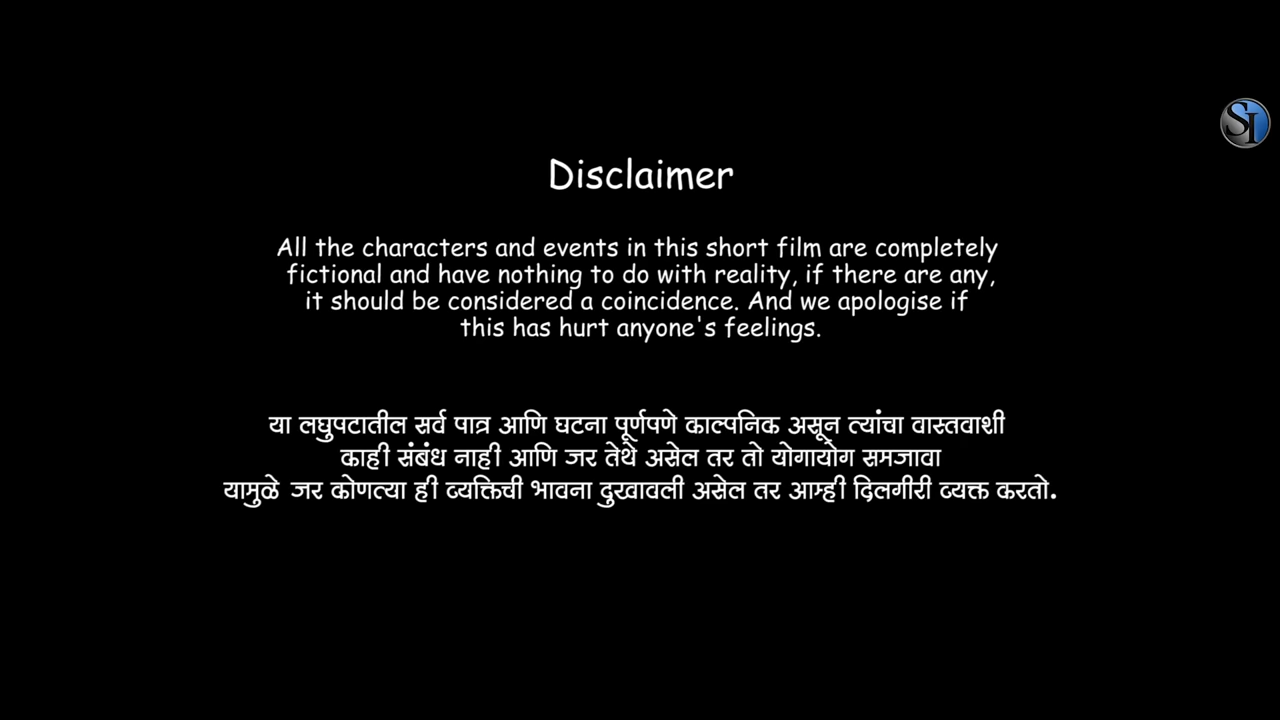 SI
Disclaimer
All the characters and events in this short film are completely
fictional and have nothing to do with reality, if there are any,
it should be considered a coincidence. And we apologise if
this has hurt anyone's feelings.
या लघुपटातील सर्व पात्र आणि घटना पूर्णपणे काल्पनिक असून त्यांचा वास्तवाशी
काही संबंध नाही आणि जर तेथे असेल तर तो योगायोग समजावा
यामुळे जर कोणत्या ही व्यक्तिची भावना दुखावली असेल तर आम्ही दिलगीरी व्यक्त करतो.